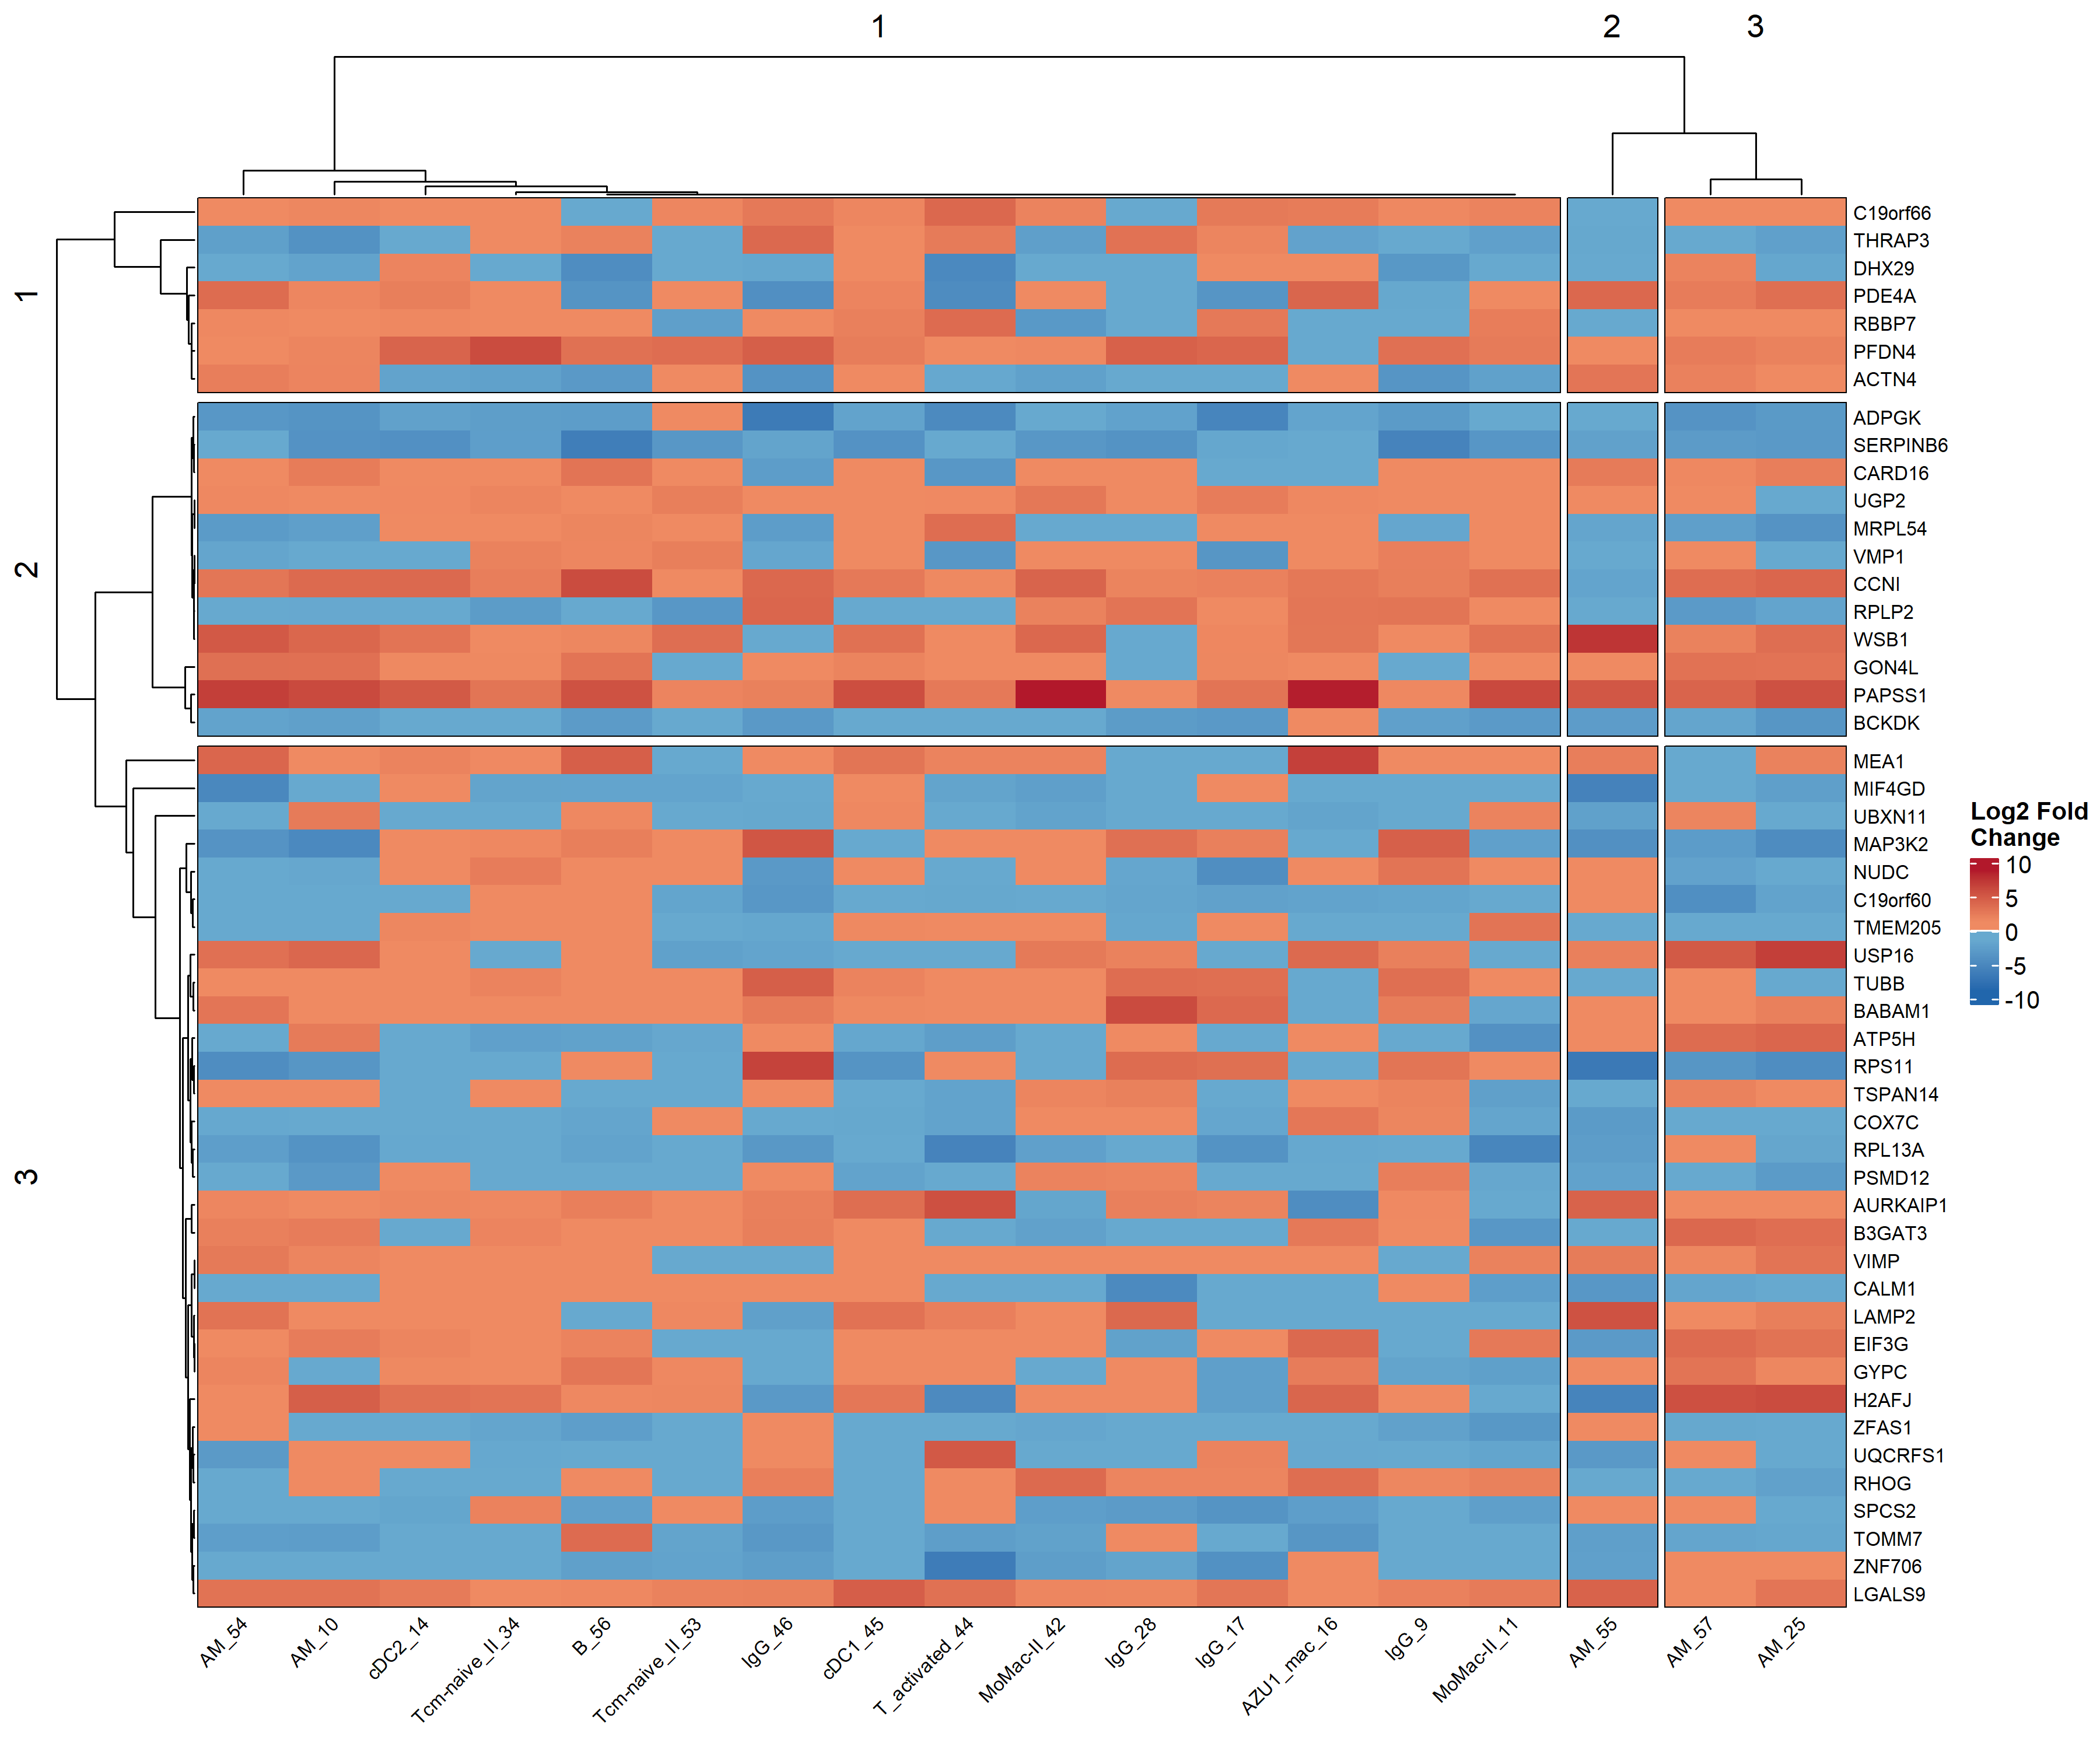 1
2
3
1
2
3
C19orf66
THRAP3
DHX29
PDE4A
RBBP7
PFDN4
ACTN4
ADPGK
SERPINB6
CARD16
UGP2
MRPL54
VMP1
CCNI
RPLP2
WSB1
GON4L
PAPSS1
BCKDK
MEA1
MIF4GD
UBXN11
MAP3K2
NUDC
C19orf60
TMEM205
USP16
TUBB
BABAM1
ATP5H
RPS11
TSPAN14
COX7C
RPL13A
PSMD12
AURKAIP1
B3GAT3
VIMP
CALM1
LAMP2
EIF3G
GYPC
H2AFJ
ZFAS1
UQCRFS1
RHOG
SPCS2
TOMM7
ZNF706
LGALS9
Log2 Fold
Change
10
5
0
-5
-10
AM_54
AM_10
cDC2_14
Tcm-naive_II_34
B_56
Tcm-naive_II_53
IgG_46
cDC1_45
T_activated_44
MoMac-II_42
IgG_28
IgG_17
AZU1_mac_16
IgG_9
MoMac-II_11
AM_55
AM_57
AM_25